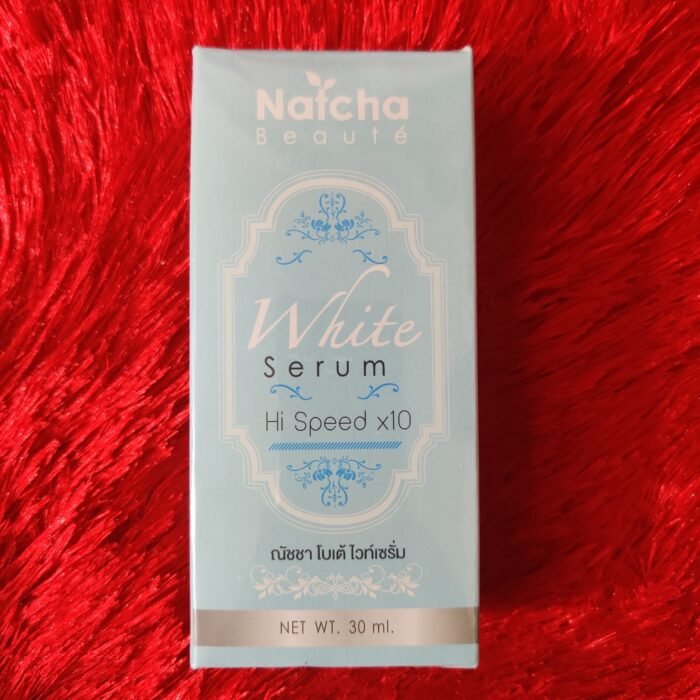 Natcha
Beauté
White
Serum
Hi Speed x10
ณัชชา โบเต้ ไวท์เซรั่ม
NET WT. 30 ml.